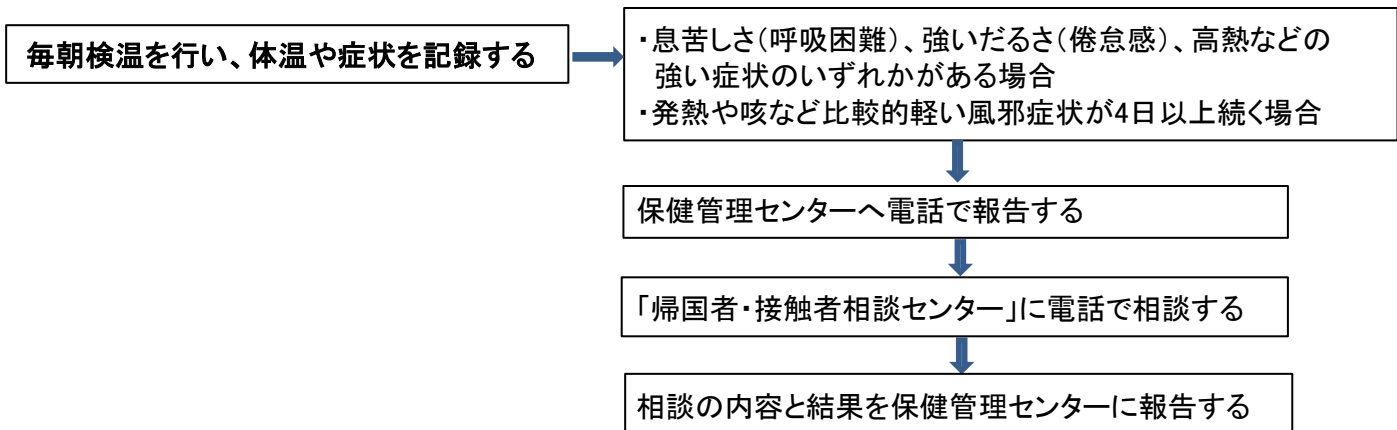 毎朝検温を行い、体温や症状を記録する
・息苦しさ(呼吸困難)、強いだるさ(倦怠感)、高熱などの
強い症状のいずれかがある場合
・発熱や咳など比較的軽い風邪症状が4日以上続く場合
保健管理センターへ電話で報告する
「帰国者・接触者相談センター」に電話で相談する
相談の内容と結果を保健管理センターに報告する